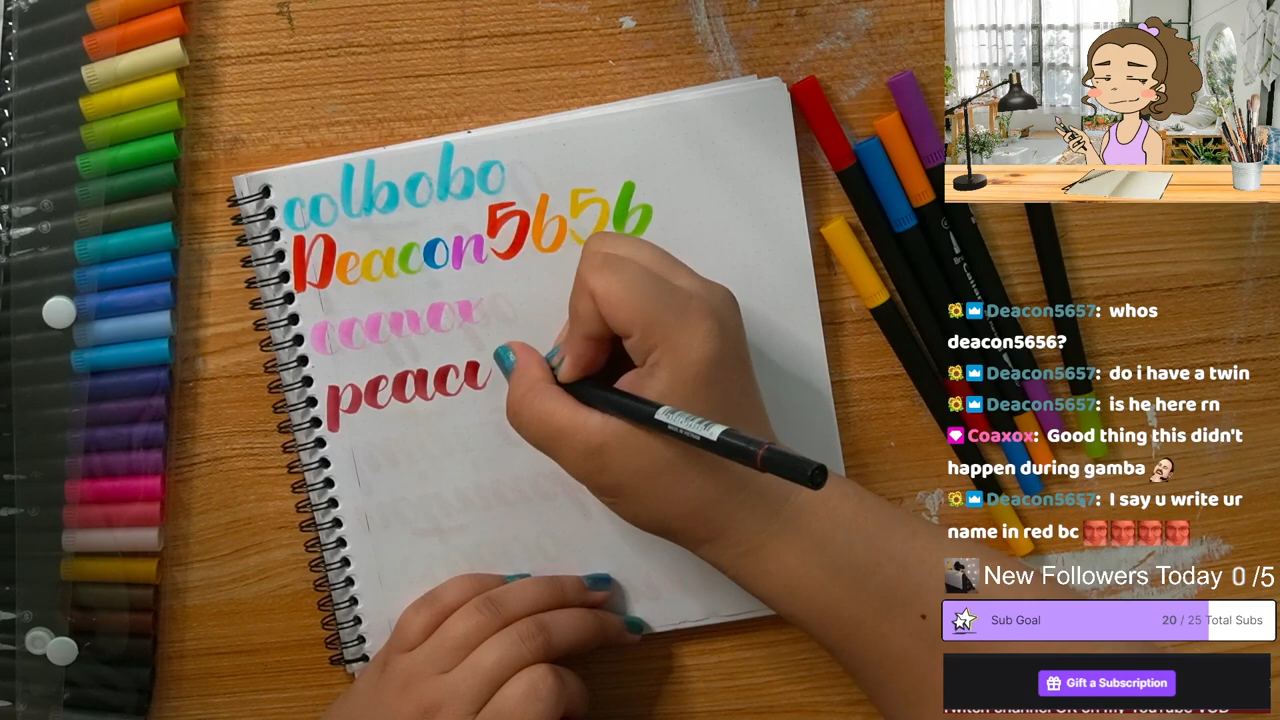 colbobo
Deacon5656
coaxox
peacı
Deacon5657: whos
deacon5656?
Deacon5657: do i have a twin
Deacon5657: is he here rn
Coaxox: Good thing this didn't
happen during gamba
Deacon5657: I say u write ur
name in red bc
New Followers Today 0 /5
Sub Goal
20 / 25 Total Subs
Gift a Subscription